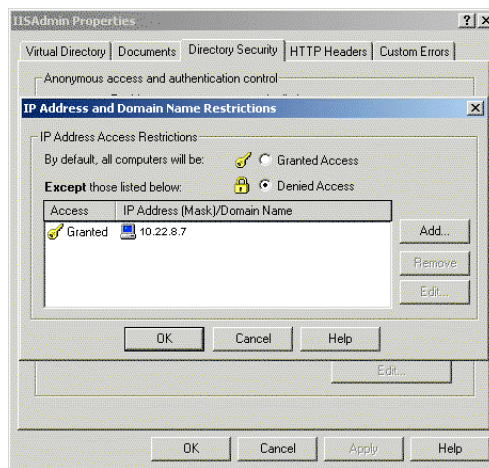 IISAdmin Properties
Virtual Directory Documents Directory Security HTTP Headers Custom Errors
Anonymous access and authentication control
IP Address and Domain Name Restrictions
IP Address Access Restrictions
By default, all computers will be: Granted Access
Except those listed below: Denied Access
Access IP Address (Mask)/Domain Name
Granted 10.22.8.7
Add...
Remove
Edit...
OK Cancel Help
Edit...
OK Cancel Apply Help